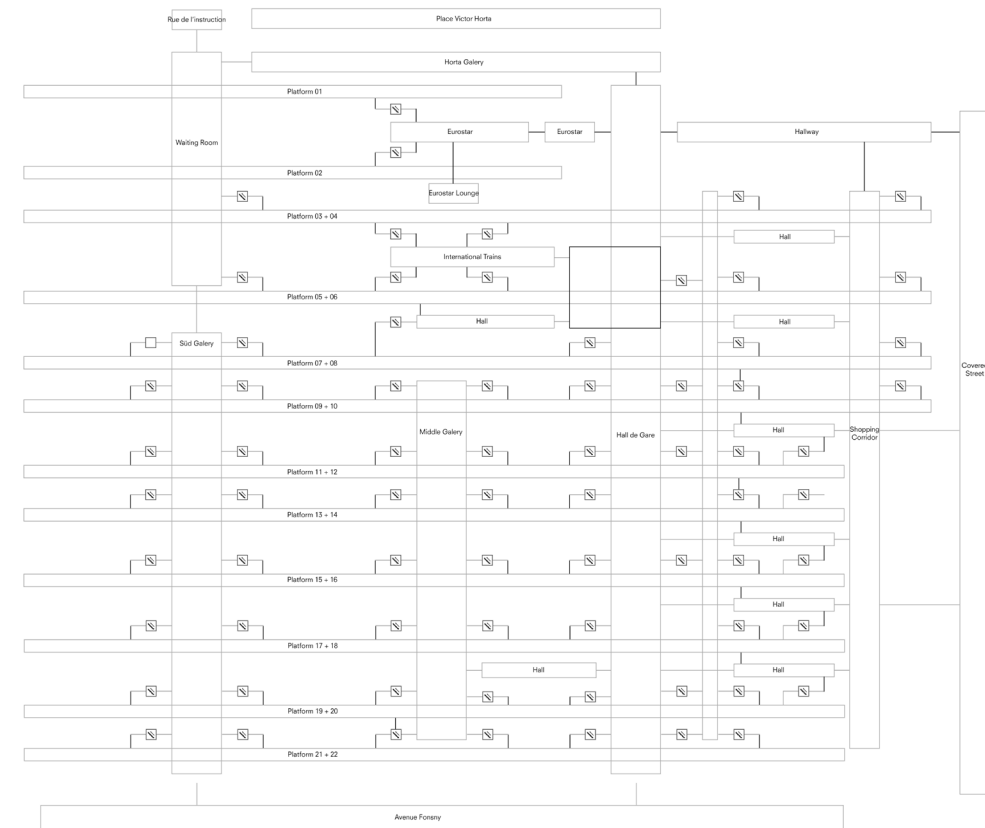 Rue de l'instruction
Place Victor Horta
Horta Galery
Platform 01
Eurostar
Eurostar
Hallway
Waiting Room
Platform 02
Eurostar Lounge
Platform 03 + 04
Hall
International Trains
Platform 05 + 06
Hall
Hall
Süd Galery
Platform 07 + 08
Covered
Street
Platform 09 + 10
Middle Galery
Hall de Gare
Hall
Shopping
Corridor
Platform 11 + 12
Platform 13 + 14
Hall
Platform 15 + 16
Hall
Platform 17 + 18
Hall
Hall
Platform 19 + 20
Platform 21 + 22
Avenue Fonsny